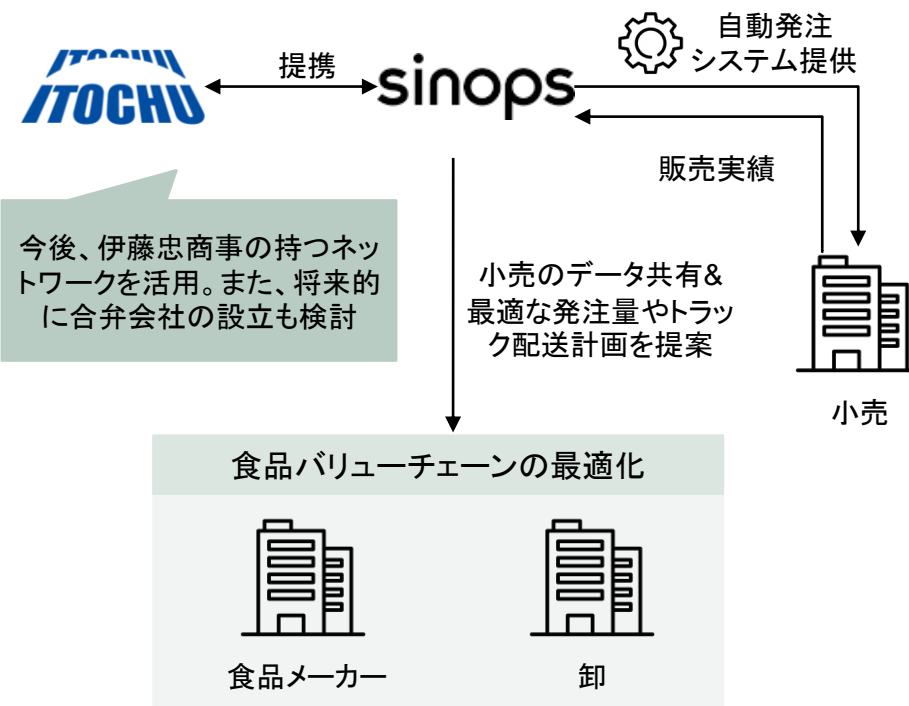 ITOCHU
提携
sinops
自動発注
システム提供
販売実績
今後、伊藤忠商事の持つネッ
トワークを活用。また、将来的
に合弁会社の設立も検討
小売のデータ共有&
最適な発注量やトラッ
ク配送計画を提案
小売
食品バリューチェーンの最適化
食品メーカー
卸